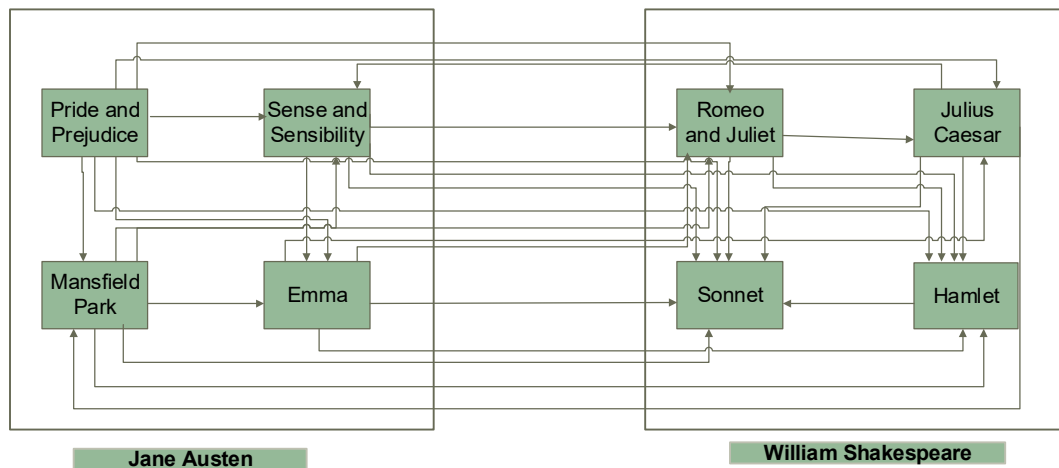 Pride and
Prejudice
Sense and
Sensibility
Romeo
and Juliet
Julius
Caesar
Mansfield
Park
Emma
Sonnet
Hamlet
Jane Austen
William Shakespeare